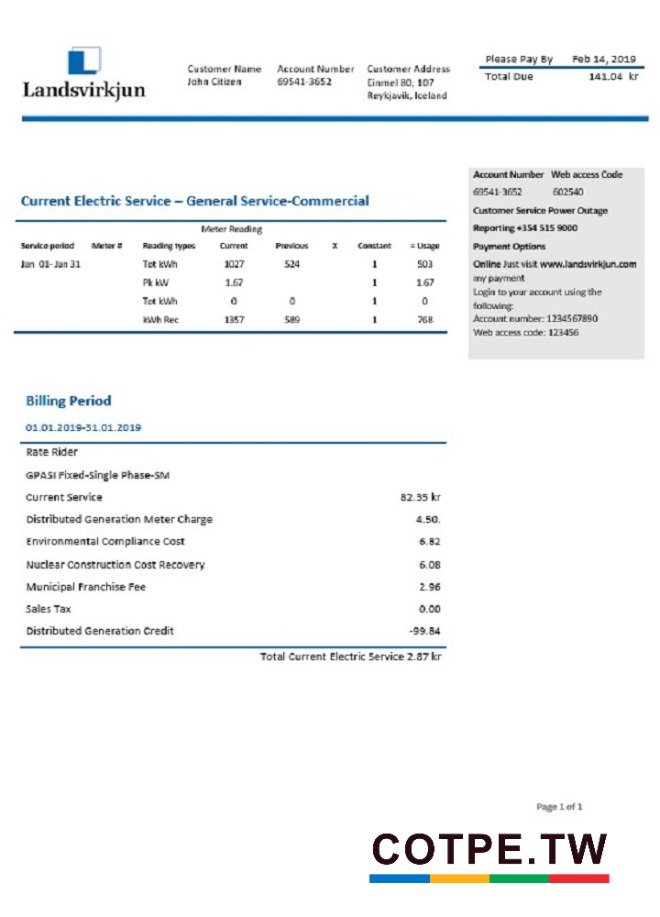 Landsvirkjun
Customer Name Account Number Customer Address
John Citizen 69541-3652 Einmel 80, 107
Reykjavik, Iceland
Please Pay By Feb 14, 2019
Total Due 141.04 kr
Account Number Web access Code
69541-3652 602540
Customer Service Power Outage
Reporting +354 515 9000
Payment Options
Online Just visit www.landsvirkjun.com
my payment
Login to your account using the
following:
Account number: 1234567890
Web access code: 123456
Current Electric Service – General Service-Commercial
Meter Reading
Service period Meter # Reading types Current Previous X Constant = Usage
Jan 01- Jan 31 Tot kWh 1027 524 1 503
Pk kW 1.67 1 1.67
Tot kWh 0 0 1 0
kWh Rec 1357 589 1 768
Billing Period
01.01.2019-31.01.2019
Rate Rider
GPASI Fixed-Single Phase-SM
Current Service 82.35 kr
Distributed Generation Meter Charge 4.50.
Environmental Compliance Cost 6.82
Nuclear Construction Cost Recovery 6.08
Municipal Franchise Fee 2.96
Sales Tax 0.00
Distributed Generation Credit -99.84
Total Current Electric Service 2.87 kr
Page 1 of 1
COTPE.TW